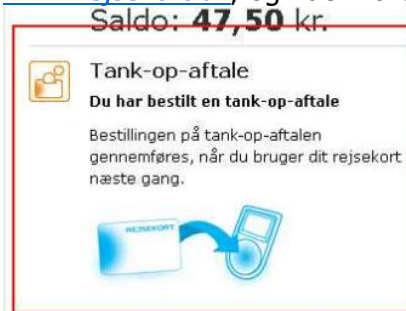 Saldo: 47,50 kr.
Tank-op-aftale
Du har bestilt en tank-op-aftale
Bestillingen på tank-op-aftalen
gennemføres, når du bruger dit rejsekort
næste gang.
REJSEKORT